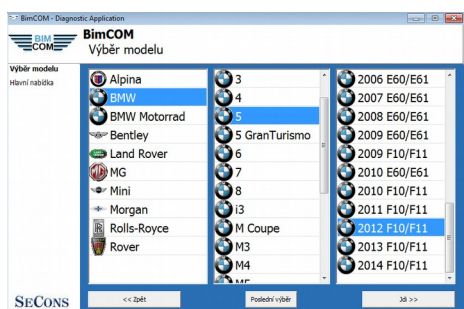 BimCOM - Diagnostic Application
BIM
COM
BimCOM
Výběr modelu
Výběr modelu
Hlavní nabídka
Alpina
BMW
BMW Motorrad
Bentley
Land Rover
MG
Mini
Morgan
Rolls-Royce
Rover
3
4
5
5 GranTurismo
6
7
8
i3
M Coupe
M3
M4
M5
2006 E60/E61
2007 E60/E61
2008 E60/E61
2009 E60/E61
2009 F10/F11
2010 E60/E61
2010 F10/F11
2011 F10/F11
2012 F10/F11
2013 F10/F11
2014 F10/F11
SECONS
<< Zpět
Poslední výběr
Jdi >>